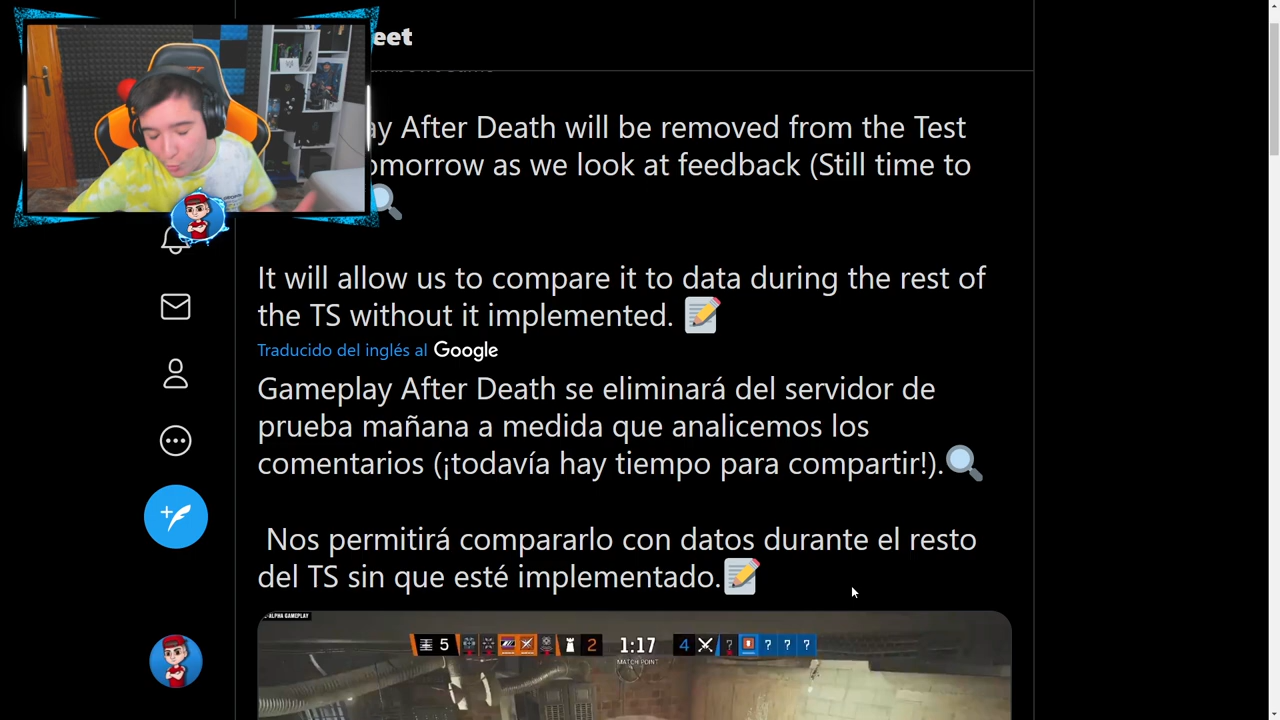 eet
ay After Death will be removed from the Test
omorrow as we look at feedback (Still time to
It will allow us to compare it to data during the rest of
the TS without it implemented.
Traducido del inglés al Google
Gameplay After Death se eliminará del servidor de
prueba mañana a medida que analicemos los
comentarios (¡todavía hay tiempo para compartir!).
Nos permitirá compararlo con datos durante el resto
del TS sin que esté implementado.
ALPHA GAMEPLAY
5 2 1:17 4 ? ? ? ?
MATCH POINT